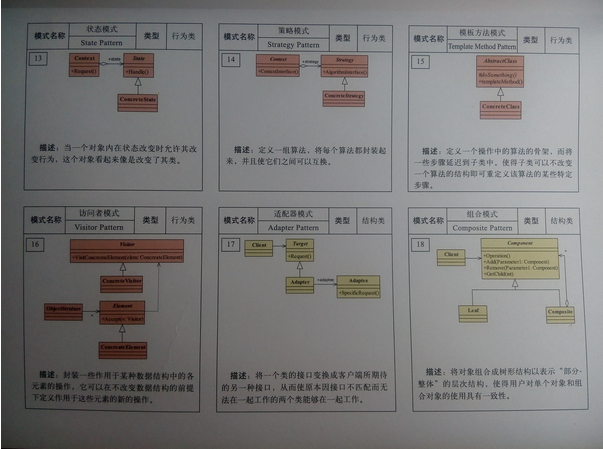 模式名称 状态模式 State Pattern 类型 行为类
13
Context
+Request()
+state
State
+Handle()
ConcreteState
描述：当一个对象内在状态改变时允许其改变行为，这个对象看起来像是改变了其类。
模式名称 策略模式 Strategy Pattern 类型 行为类
14
Context
+ContextInterface()
+strategy
Strategy
+AlgorithmInterface()
ConcreteStrategy
描述：定义一组算法，将每个算法都封装起来，并且使它们之间可以互换。
模式名称 模板方法模式 Template Method Pattern 类型 行为类
15
AbstractClass
#doSomething()
+templateMethod()
ConcreteClass
描述：定义一个操作中的算法的骨架，而将一些步骤延迟到子类中。使得子类可以不改变一个算法的结构即可重定义该算法的某些特定步骤。
模式名称 访问者模式 Visitor Pattern 类型 行为类
16
Visitor
ConcreteVisitor
ObjectStructure
Element
+Accept(v: Visitor)
ConcreteElement
描述：封装一些作用于某种数据结构中的各元素的操作。它可以在不改变数据结构的前提下定义作用于这些元素的新的操作。
模式名称 适配器模式 Adapter Pattern 类型 结构类
17
Client
Target
+Request()
Adapter
+adaptee
Adaptee
+SpecificRequest()
描述：将一个类的接口变换成客户端所期待的另一种接口，从而使原本因接口不匹配而无法在一起工作的两个类能够在一起工作。
模式名称 组合模式 Composite Pattern 类型 结构类
18
Client
Component
+Operation()
+Add(Parameter1: Component)
+Remove(Parameter1: Component)
+GetChild(int)
Leaf
Composite
描述：将对象组合成树形结构以表示“部分-整体”的层次结构，使得用户对单个对象和组合对象的使用具有一致性。